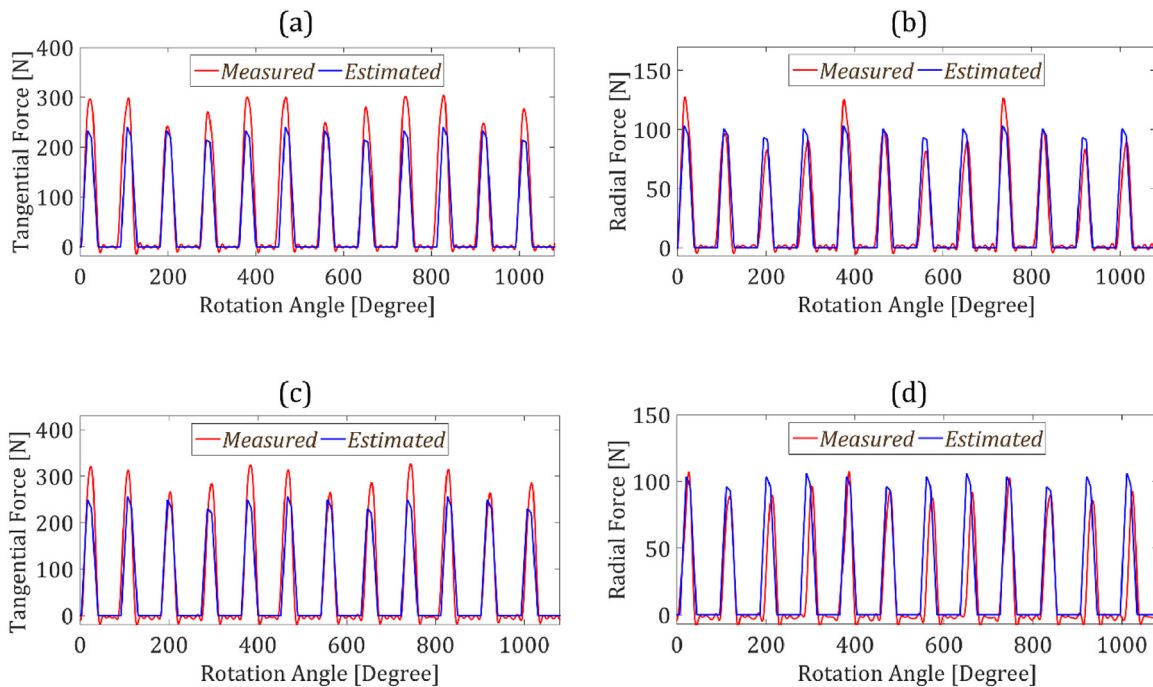 (a)
Tangential Force [N]
400
300
200
100
0
Measured Estimated
0 200 400 600 800 1000
Rotation Angle [Degree]
(b)
Radial Force [N]
150
100
50
0
Measured Estimated
0 200 400 600 800 1000
Rotation Angle [Degree]
(c)
Tangential Force [N]
400
300
200
100
0
Measured Estimated
0 200 400 600 800 1000
Rotation Angle [Degree]
(d)
Radial Force [N]
150
100
50
0
Measured Estimated
0 200 400 600 800 1000
Rotation Angle [Degree]